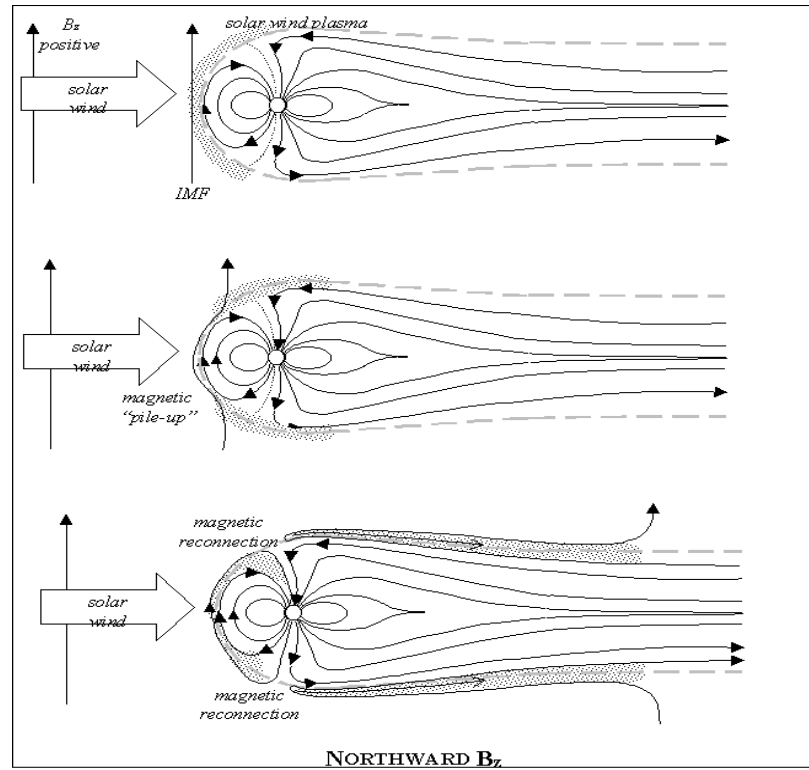 Bz
positive
solar wind plasma
solar
wind
IMF
solar
wind
magnetic
“pile-up”
magnetic
reconnection
solar
wind
magnetic
reconnection
NORTHWARD Bz